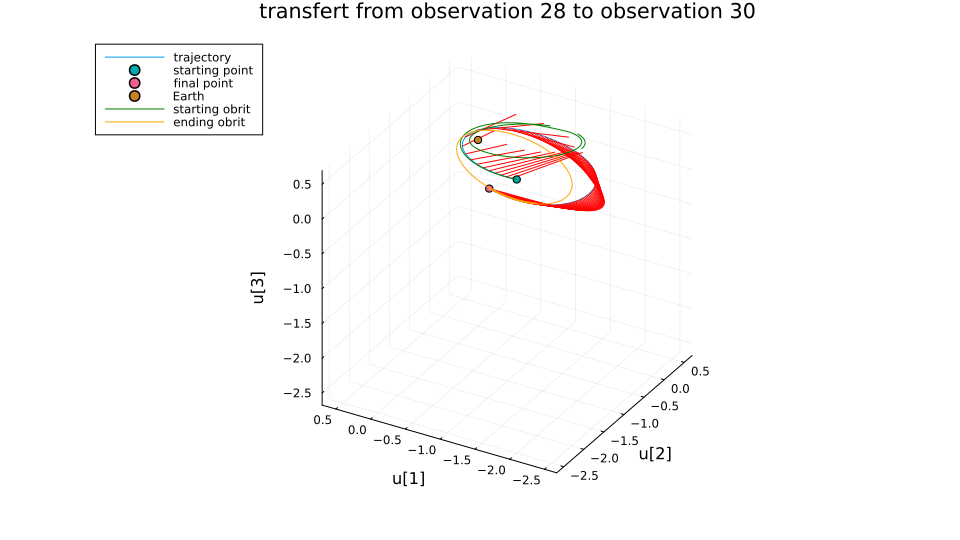 transfert from observation 28 to observation 30
trajectory
starting point
final point
Earth
starting obrit
ending obrit
0.5
0.0
−0.5
−1.0
−1.5
−2.0
−2.5
u[3]
0.5
0.0
−0.5
−1.0
−1.5
−2.0
−2.5
u[1]
0.5
0.0
−0.5
−1.0
−1.5
−2.0
−2.5
u[2]